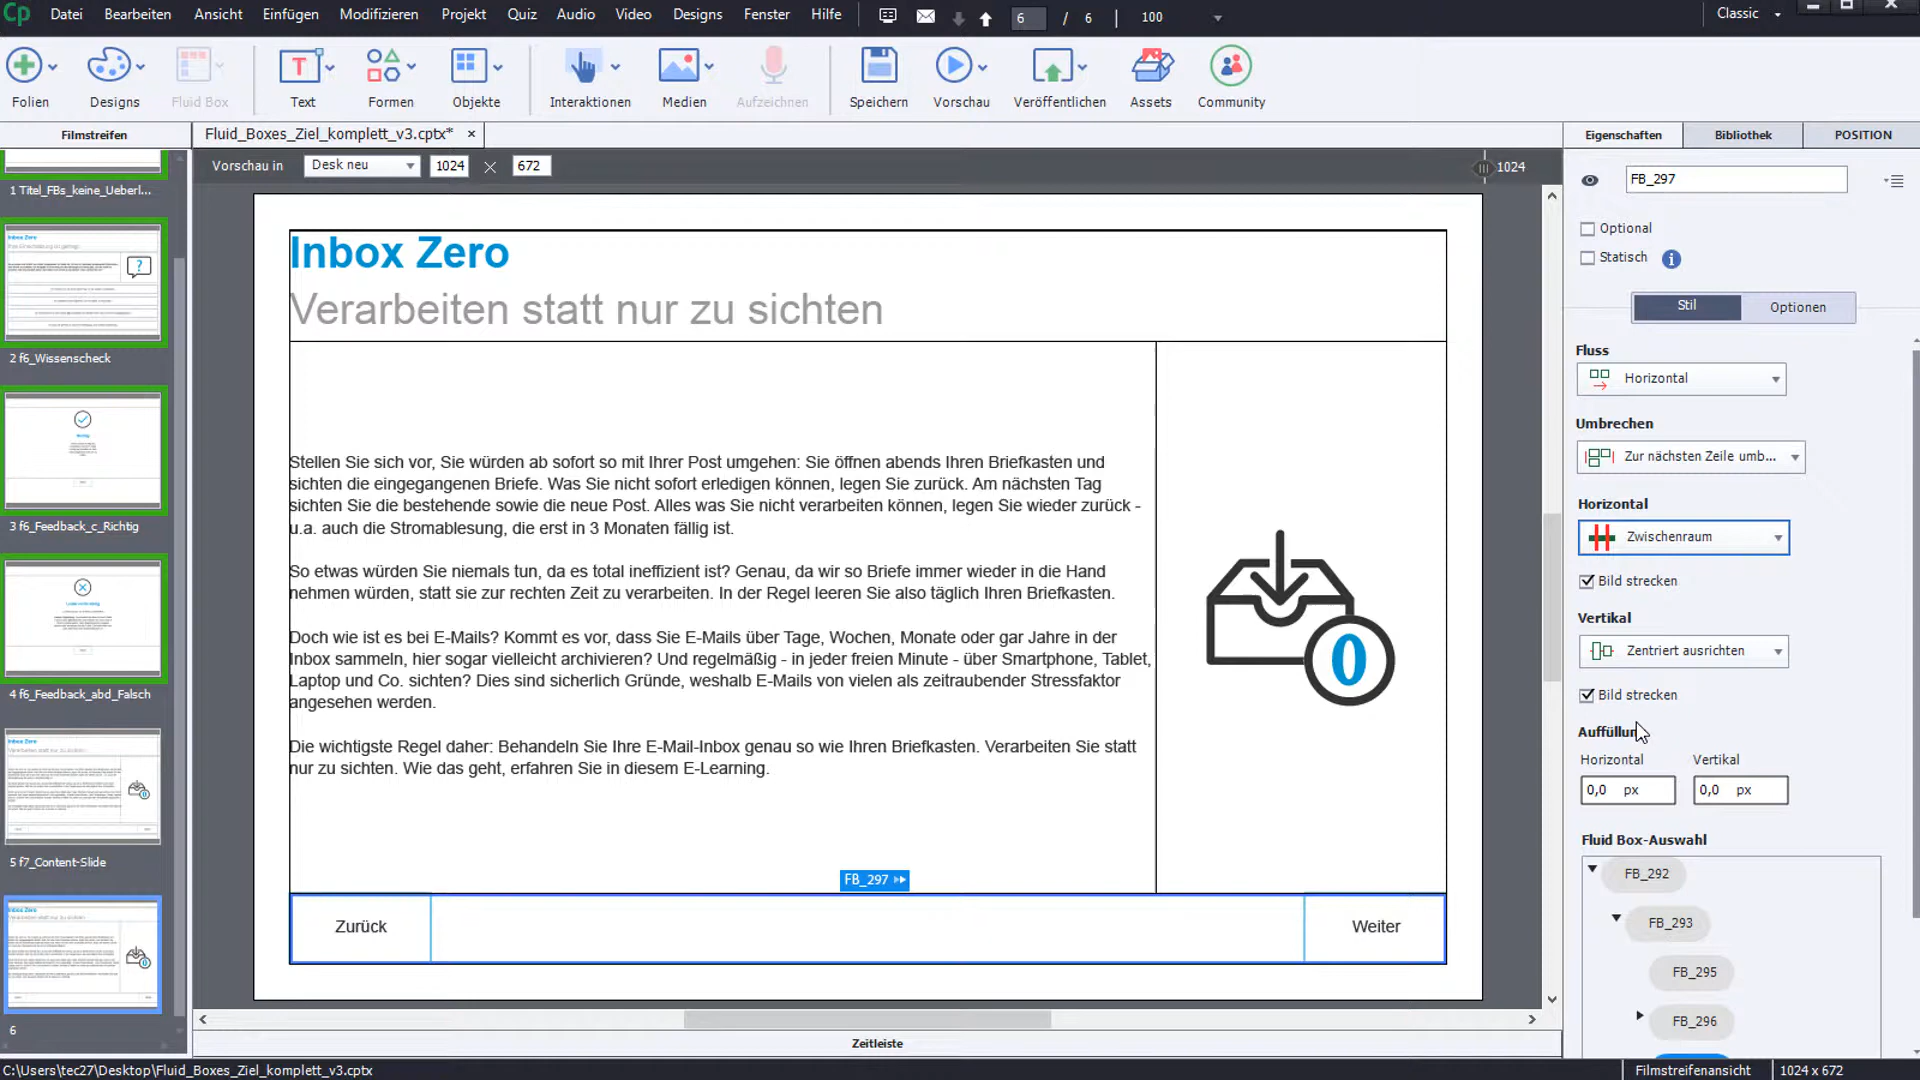 Cp Datei Bearbeiten Ansicht Einfügen Modifizieren Projekt Quiz Audio Video Designs Fenster Hilfe 6 / 6 100 Classic
Folien Designs Fluid Box Text Formen Objekte Interaktionen Medien Aufzeichnen Speichern Vorschau Veröffentlichen Assets Community
Filmstreifen
Fluid_Boxes_Ziel_komplett_v3.cptx*
Eigenschaften Bibliothek POSITION
Vorschau in Desk neu 1024 672 1024
1 Titel_FBs_keine_Ueberl...
2 f6_Wissenscheck
3 f6_Feedback_c_Richtig
4 f6_Feedback_abd_Falsch
5 f7_Content-Slide
6
Inbox Zero
Verarbeiten statt nur zu sichten
Stellen Sie sich vor, Sie würden ab sofort so mit Ihrer Post umgehen: Sie öffnen abends Ihren Briefkasten und
sichten die eingegangenen Briefe. Was Sie nicht sofort erledigen können, legen Sie zurück. Am nächsten Tag
sichten Sie die bestehende sowie die neue Post. Alles was Sie nicht verarbeiten können, legen Sie wieder zurück -
u.a. auch die Stromablesung, die erst in 3 Monaten fällig ist.
So etwas würden Sie niemals tun, da es total ineffizient ist? Genau, da wir so Briefe immer wieder in die Hand
nehmen würden, statt sie zur rechten Zeit zu verarbeiten. In der Regel leeren Sie also täglich Ihren Briefkasten.
Doch wie ist es bei E-Mails? Kommt es vor, dass Sie E-Mails über Tage, Wochen, Monate oder gar Jahre in der
Inbox sammeln, hier sogar vielleicht archivieren? Und regelmäßig - in jeder freien Minute - über Smartphone, Tablet,
Laptop und Co. sichten? Dies sind sicherlich Gründe, weshalb E-Mails von vielen als zeitraubender Stressfaktor
angesehen werden.
Die wichtigste Regel daher: Behandeln Sie Ihre E-Mail-Inbox genau so wie Ihren Briefkasten. Verarbeiten Sie statt
nur zu sichten. Wie das geht, erfahren Sie in diesem E-Learning.
0
FB_297
Zurück
Weiter
Zeitleiste
FB_297
Optional
Statisch
Stil Optionen
Fluss
Horizontal
Umbrechen
Zur nächsten Zeile umb...
Horizontal
Zwischenraum
Bild strecken
Vertikal
Zentriert ausrichten
Bild strecken
Auffüllun
Horizontal Vertikal
0,0 px 0,0 px
Fluid Box-Auswahl
FB_292
FB_293
FB_295
FB_296
C:\Users\tec27\Desktop\Fluid_Boxes_Ziel_komplett_v3.cptx
Filmstreifenansicht 1024 x 672